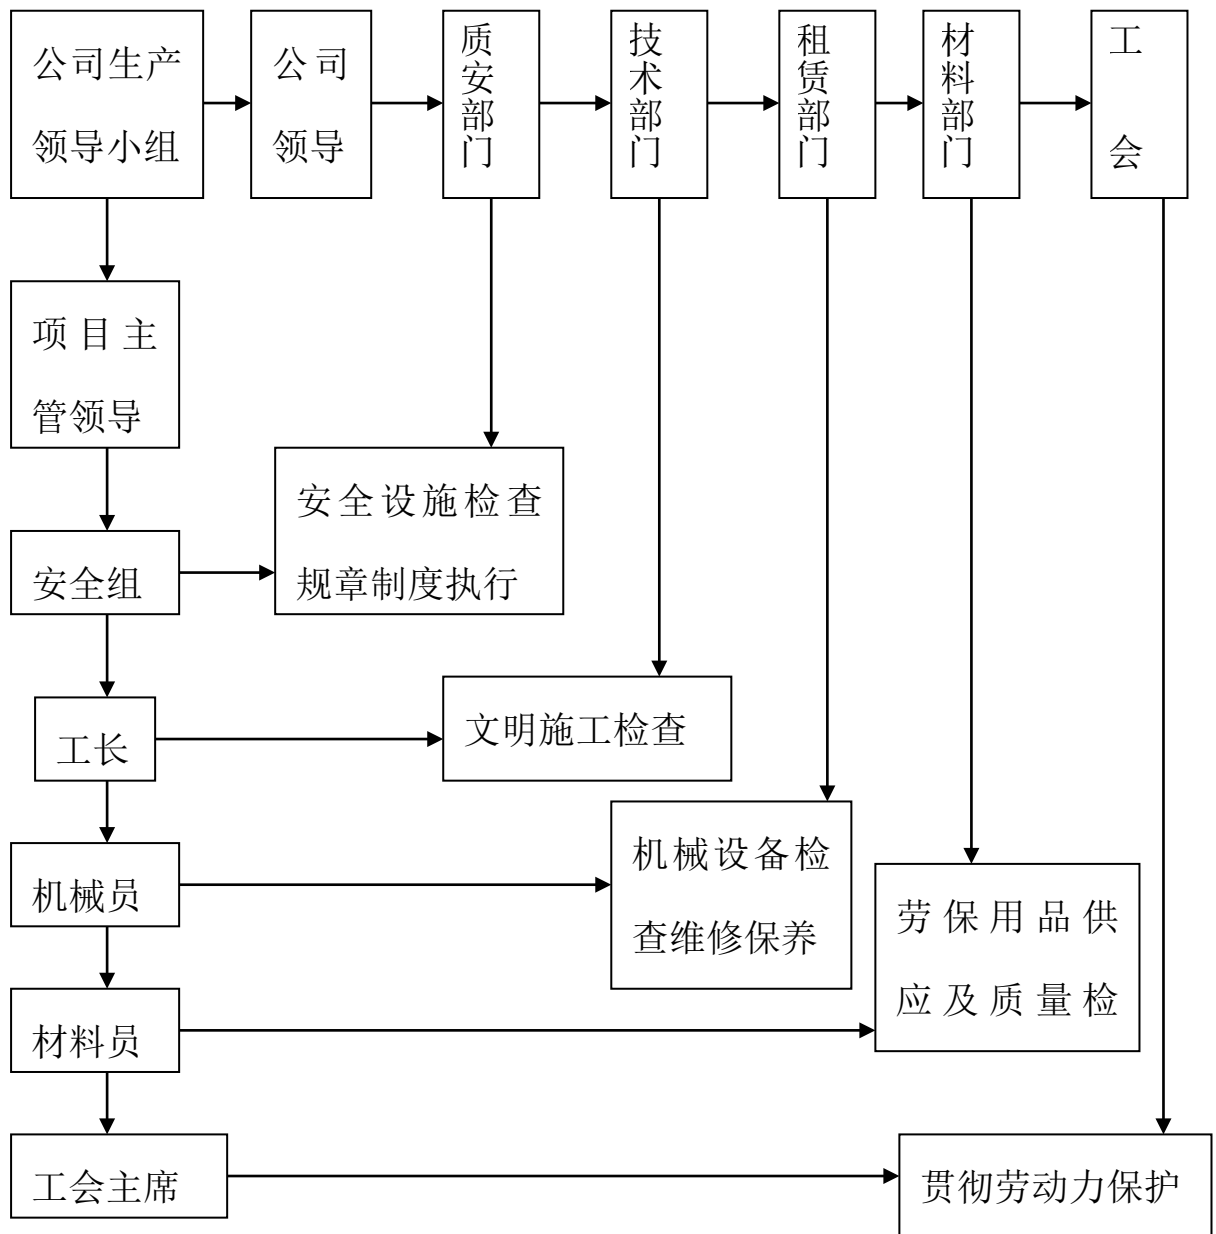 公司生产
领导小组
公司
领导
质安部门
技术部门
租赁部门
材料部门
工会
项目主
管领导
安全设施检查
规章制度执行
安全组
文明施工检查
工长
机械设备检
查维修保养
机械员
劳保用品供
应及质量检
材料员
工会主席
贯彻劳动力保护